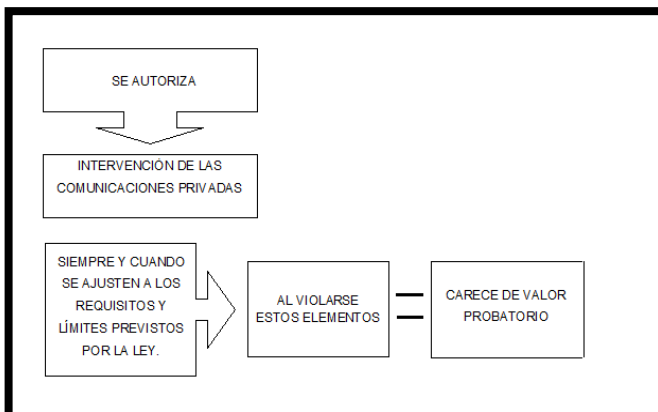 SE AUTORIZA
INTERVENCIÓN DE LAS
COMUNICACIONES PRIVADAS
SIEMPRE Y CUANDO
SE AJUSTEN A LOS
REQUISITOS Y
LÍMITES PREVISTOS
POR LA LEY.
AL VIOLARSE
ESTOS ELEMENTOS
CARECE DE VALOR
PROBATORIO